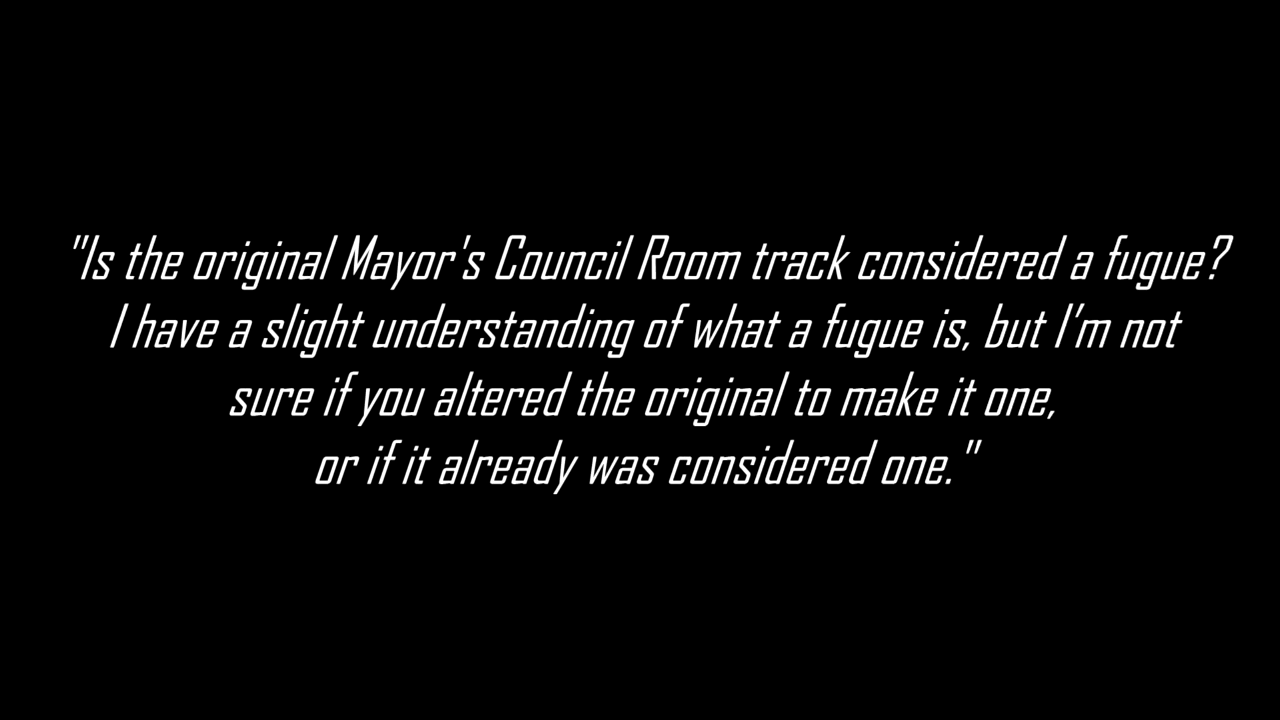 "Is the original Mayor's Council Room track considered a fugue?
I have a slight understanding of what a fugue is, but I'm not
sure if you altered the original to make it one,
or if it already was considered one."